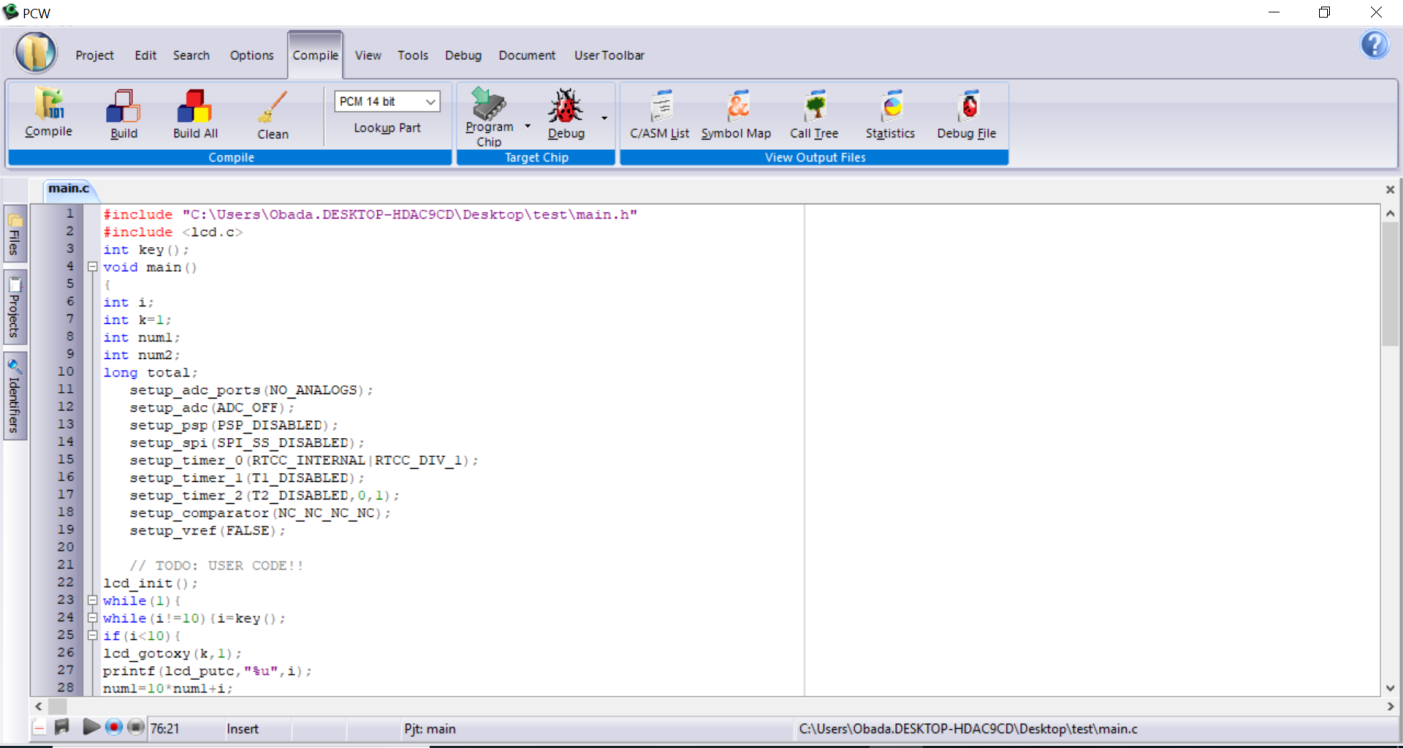 PCW
Project Edit Search Options Compile View Tools Debug Document User Toolbar
101
PCM 14 bit
Compile Build Build All Clean Lookup Part Program Chip Debug C/ASM List Symbol Map Call Tree Statistics Debug File
Compile Target Chip View Output Files
main.c
Files
Projects
Identifiers
1 #include "C:\Users\Obada.DESKTOP-HDAC9CD\Desktop\test\main.h"
2 #include <lcd.c>
3 int key();
4 void main()
5 {
6 int i;
7 int k=1;
8 int num1;
9 int num2;
10 long total;
11 setup_adc_ports(NO_ANALOGS);
12 setup_adc(ADC_OFF);
13 setup_psp(PSP_DISABLED);
14 setup_spi(SPI_SS_DISABLED);
15 setup_timer_0(RTCC_INTERNAL|RTCC_DIV_1);
16 setup_timer_1(T1_DISABLED);
17 setup_timer_2(T2_DISABLED,0,1);
18 setup_comparator(NC_NC_NC_NC);
19 setup_vref(FALSE);
20
21 // TODO: USER CODE!!
22 lcd_init();
23 while(1){
24 while(i!=10){i=key();
25 if(i<10){
26 lcd_gotoxy(k,1);
27 printf(lcd_putc,"%u",i);
28 num1=10*num1+i;
76:21 Insert Pjt: main C:\Users\Obada.DESKTOP-HDAC9CD\Desktop\test\main.c